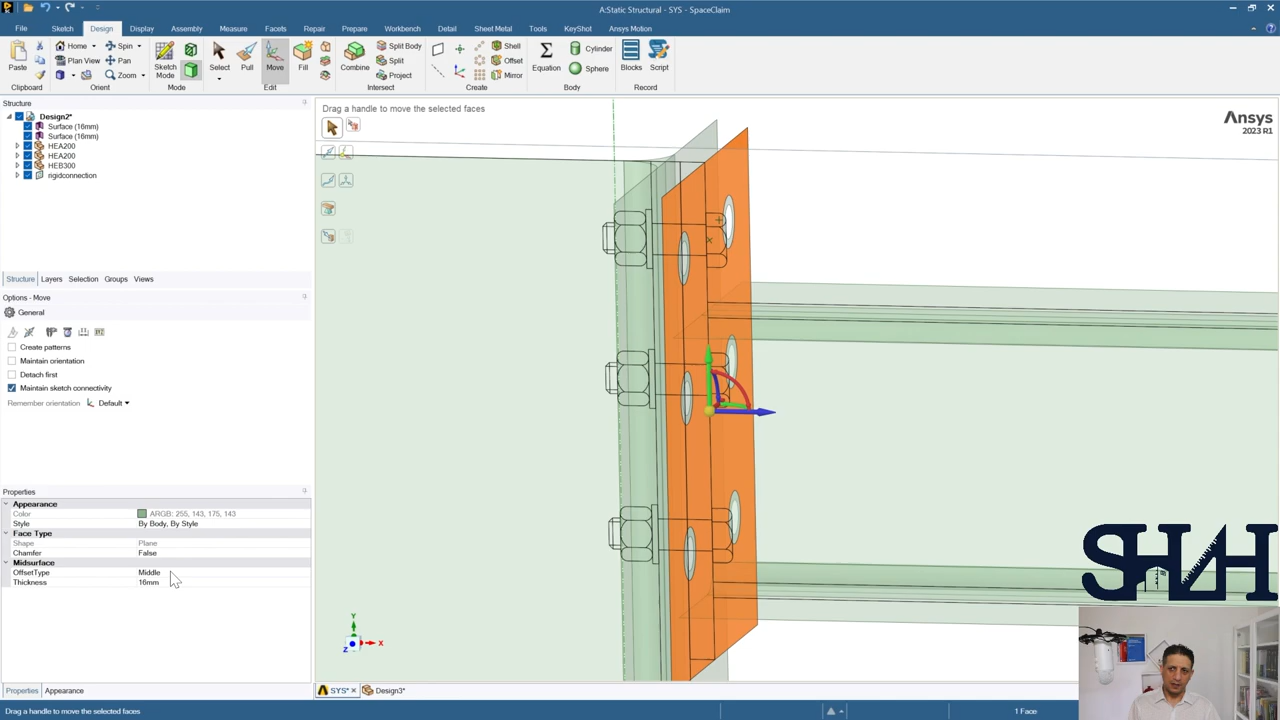 A:Static Structural - SYS - SpaceClaim
File Sketch Design Display Assembly Measure Facets Repair Prepare Workbench Detail Sheet Metal Tools KeyShot Ansys Motion
Home Spin Split Body Shell Cylinder
Plan View Pan Split Offset Sphere
Zoom Project Mirror
Paste Sketch Mode Select Pull Move Fill Combine Equation Blocks Script
Clipboard Orient Mode Edit Intersect Create Body Record
Structure
Design2*
Surface (16mm)
Surface (16mm)
HEA200
HEA200
HEB300
rigidconnection
Structure Layers Selection Groups Views
Options - Move
General
Create patterns
Maintain orientation
Detach first
Maintain sketch connectivity
Remember orientation Default
Properties
Appearance
Color ARGB: 255, 143, 175, 143
Style By Body, By Style
Face Type
Shape Plane
Chamfer False
Midsurface
OffsetType Middle
Thickness 16mm
Properties Appearance
Drag a handle to move the selected faces
Ansys
2023 R1
Y
X
Z
SYS* Design3*
Drag a handle to move the selected faces
1 Face